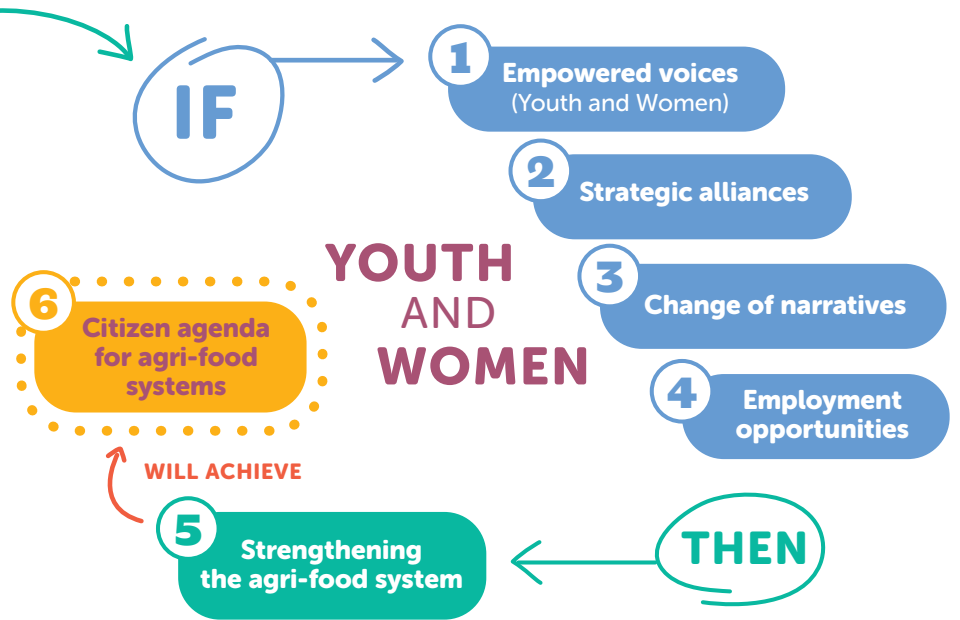 IF
1
Empowered voices
(Youth and Women)
2
Strategic alliances
3
Change of narratives
4
Employment
opportunities
YOUTH
AND
WOMEN
THEN
5
Strengthening
the agri-food system
WILL ACHIEVE
6
Citizen agenda
for agri-food
systems